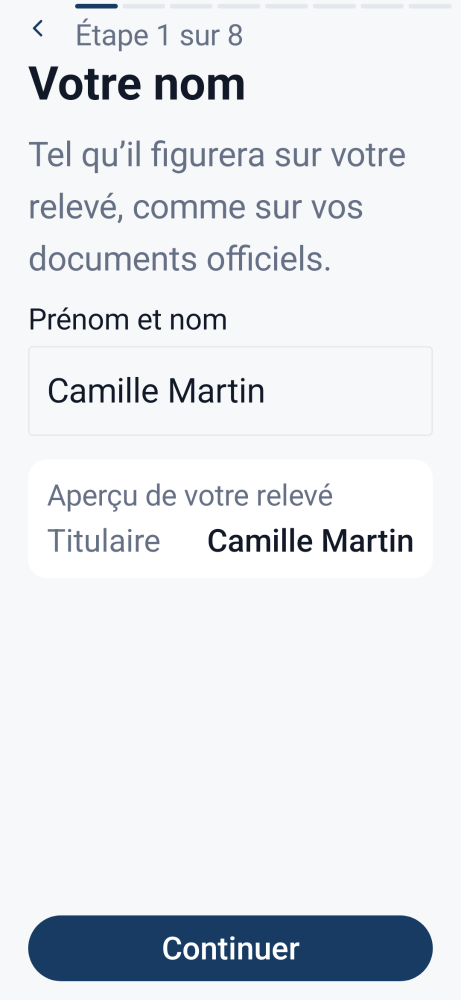 Étape 1 sur 8
Votre nom
Tel qu’il figurera sur votre
relevé, comme sur vos
documents officiels.
Prénom et nom
Camille Martin
Aperçu de votre relevé
Titulaire Camille Martin
Continuer